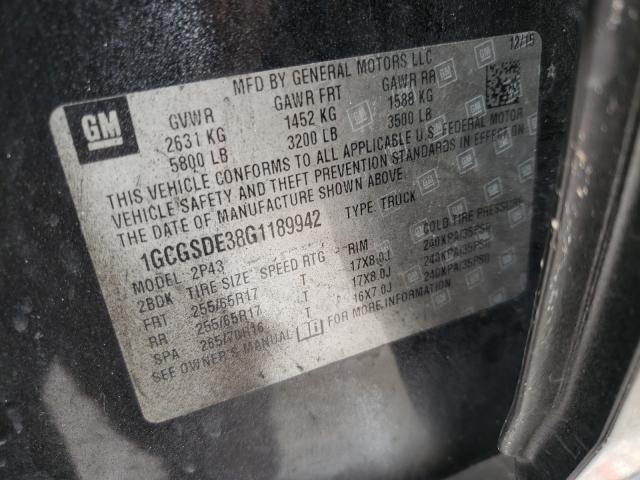 12/15
MFD BY GENERAL MOTORS LLC
GM
GVWR GAWR FRT GAWR RR
2631 KG 1452 KG 1588 KG
5800 LB 3200 LB 3500 LB
THIS VEHICLE CONFORMS TO ALL APPLICABLE U.S. FEDERAL MOTOR
VEHICLE SAFETY AND THEFT PREVENTION STANDARDS IN EFFECT ON
THE DATE OF MANUFACTURE SHOWN ABOVE.
1GCGSDE38G1189942 TYPE: TRUCK
MODEL: 2P43
2BDK TIRE SIZE SPEED RTG RIM COLD TIRE PRESSURE
FRT 255/65R17 T 17X8.0J 240KPA/35PSI
RR 255/65R17 T 17X8.0J 240KPA/35PSI
SPA 265/70R16 T 16X7.0J 240KPA/35PSI
SEE OWNER'S MANUAL FOR MORE INFORMATION